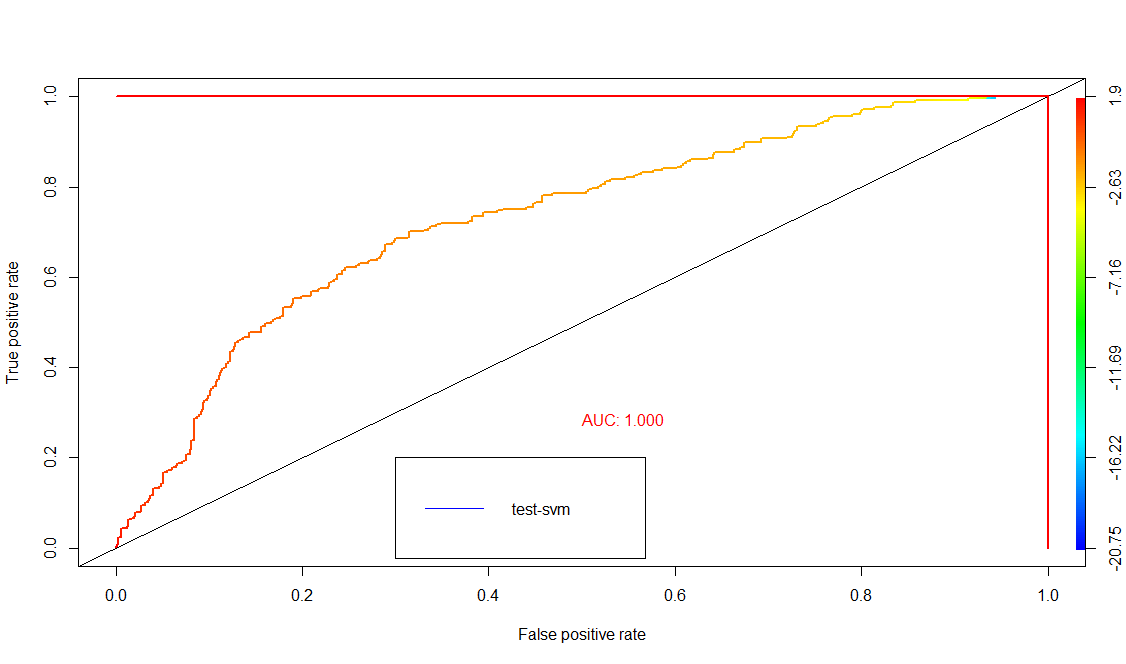 True positive rate
1.0
0.8
0.6
0.4
0.2
0.0
AUC: 1.000
test-svm
0.0 0.2 0.4 0.6 0.8 1.0
False positive rate
1.9
-2.63
-7.16
-11.69
-16.22
-20.75